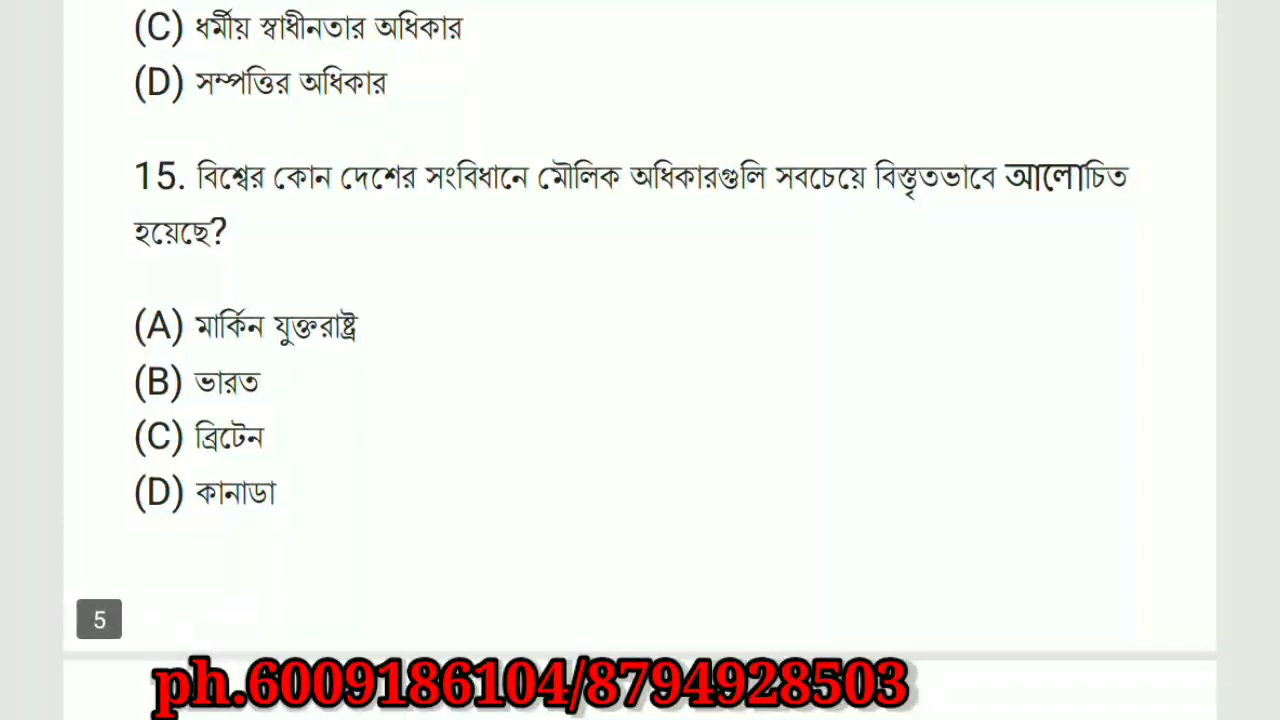 (C) ধর্মীয় স্বাধীনতার অধিকার
(D) সম্পত্তির অধিকার
15. বিশ্বের কোন দেশের সংবিধানে মৌলিক অধিকারগুলি সবচেয়ে বিস্তৃতভাবে আলোচিত
হয়েছে?
(A) মার্কিন যুক্তরাষ্ট্র
(B) ভারত
(C) ব্রিটেন
(D) কানাডা
5
ph.6009186104/8794928503